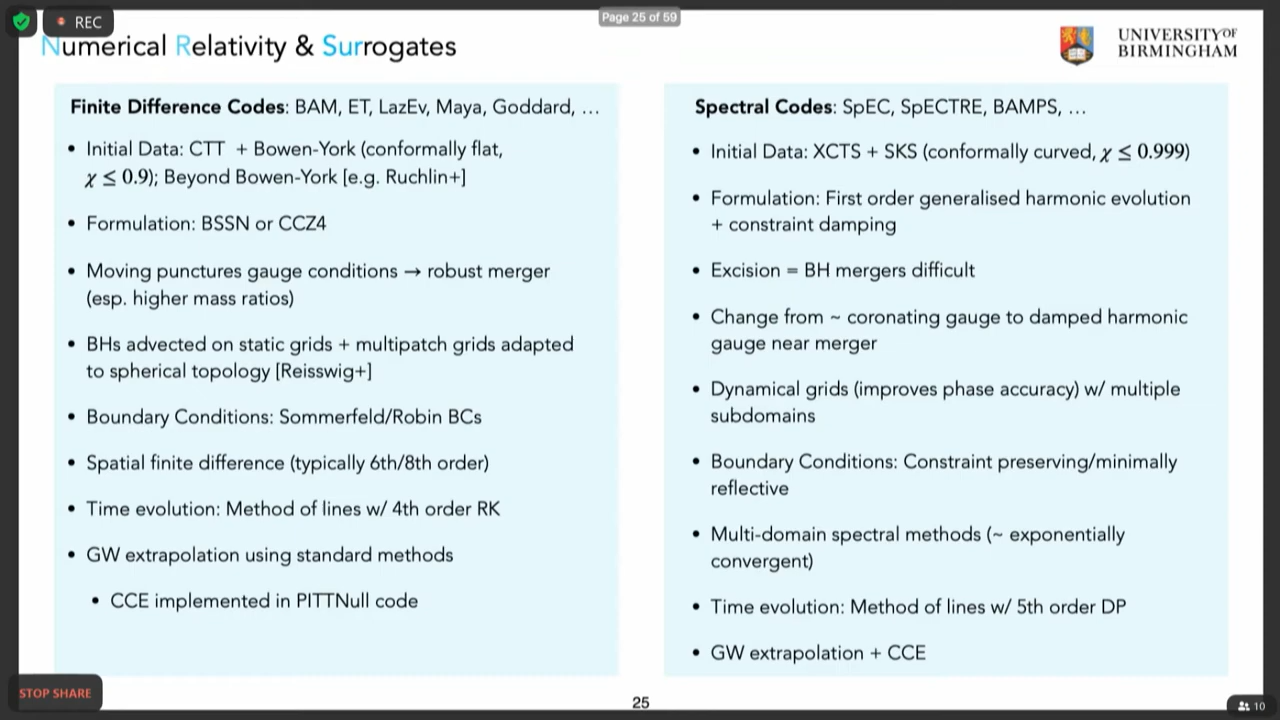 REC
Page 25 of 59
Numerical Relativity & Surrogates
UNIVERSITY OF
BIRMINGHAM
Finite Difference Codes: BAM, ET, LazEv, Maya, Goddard, …
• Initial Data: CTT + Bowen-York (conformally flat,
χ ≤ 0.9); Beyond Bowen-York [e.g. Ruchlin+]
• Formulation: BSSN or CCZ4
• Moving punctures gauge conditions → robust merger
(esp. higher mass ratios)
• BHs advected on static grids + multipatch grids adapted
to spherical topology [Reisswig+]
• Boundary Conditions: Sommerfeld/Robin BCs
• Spatial finite difference (typically 6th/8th order)
• Time evolution: Method of lines w/ 4th order RK
• GW extrapolation using standard methods
• CCE implemented in PITTNull code
Spectral Codes: SpEC, SpECTRE, BAMPS, …
• Initial Data: XCTS + SKS (conformally curved, χ ≤ 0.999)
• Formulation: First order generalised harmonic evolution
+ constraint damping
• Excision = BH mergers difficult
• Change from ~ coronating gauge to damped harmonic
gauge near merger
• Dynamical grids (improves phase accuracy) w/ multiple
subdomains
• Boundary Conditions: Constraint preserving/minimally
reflective
• Multi-domain spectral methods (~ exponentially
convergent)
• Time evolution: Method of lines w/ 5th order DP
• GW extrapolation + CCE
STOP SHARE
25
10